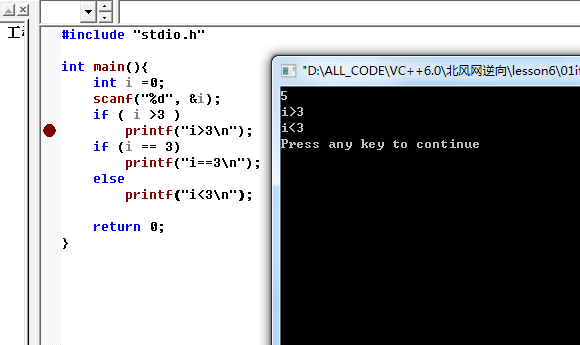 工
#include "stdio.h"
int main(){
int i =0;
scanf("%d", &i);
if ( i >3 )
printf("i>3\n");
if (i == 3)
printf("i==3\n");
else
printf("i<3\n");
return 0;
}
"D:\ALL_CODE\VC++6.0\北风网逆向\lesson6\01if
5
i>3
i<3
Press any key to continue